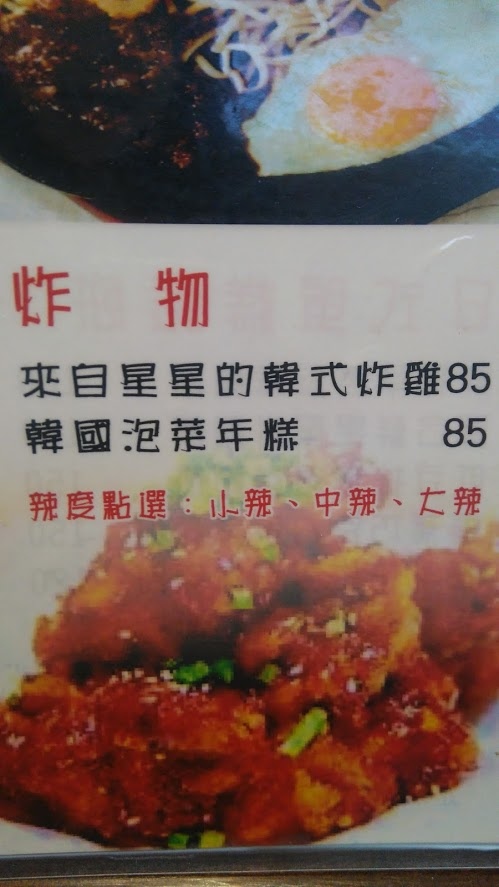 炸 物
來自星星的韓式炸雞85
韓國泡菜年糕 85
辣度點選：小辣、中辣、大辣